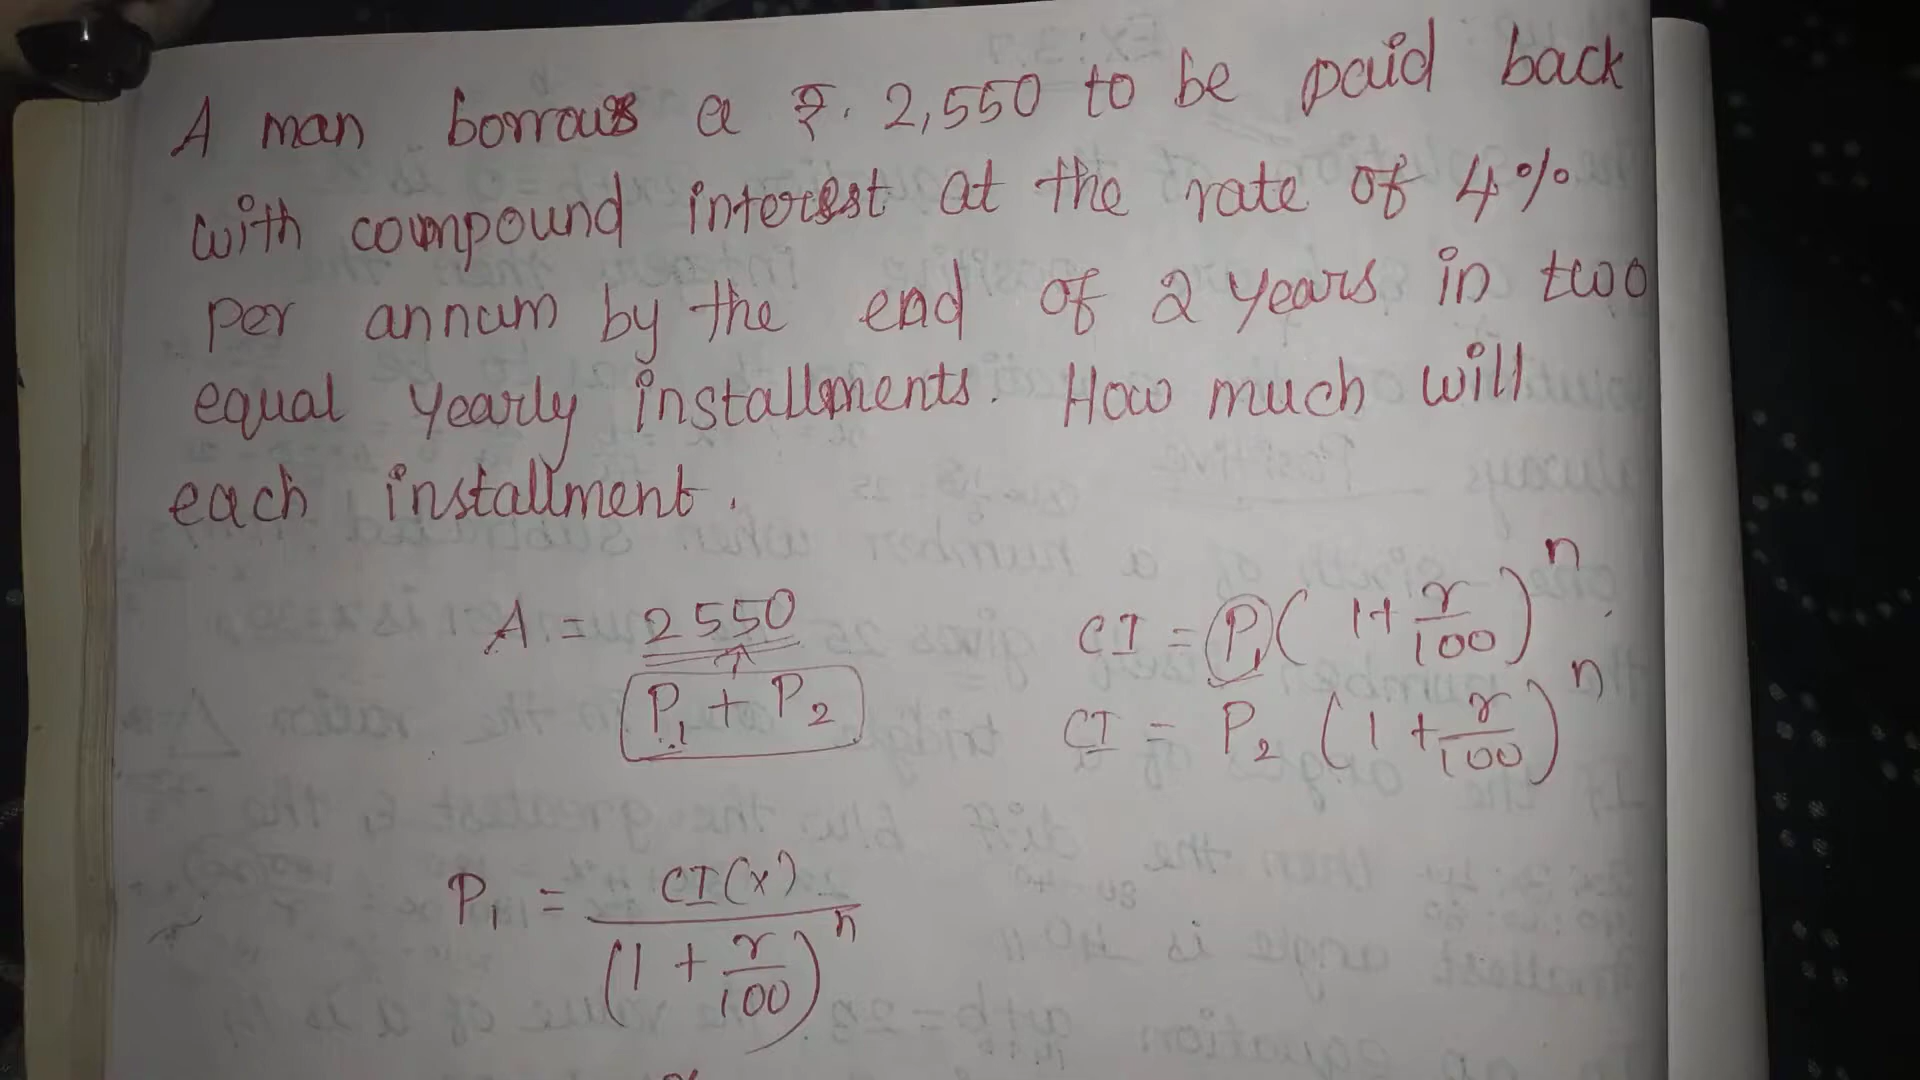 A man borrows a ₹. 2,550 to be paid back
with compound interest at the rate of 4%
per annum by the end of 2 years in two
equal yearly installments. How much will
each installment.
A = 2550
P₁ + P₂
CI = P₁ (1+ r/100)ⁿ
CI = P₂ (1 + r/100)ⁿ
P₁ = CI(x) / (1 + r/100)ⁿ